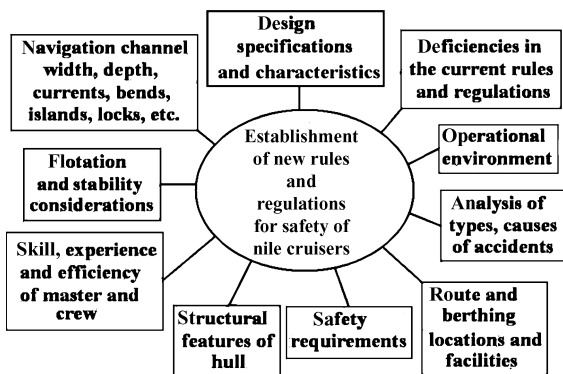 Design
specifications
and characteristics
Navigation channel
width, depth,
currents, bends,
islands, locks, etc.
Deficiencies in
the current rules
and regulations
Establishment
of new rules
and
regulations
for safety of
nile cruisers
Operational
environment
Flotation
and stability
considerations
Analysis of
types, causes
of accidents
Skill, experience
and efficiency
of master and
crew
Structural
features of
hull
Safety
requirements
Route and
berthing
locations and
facilities